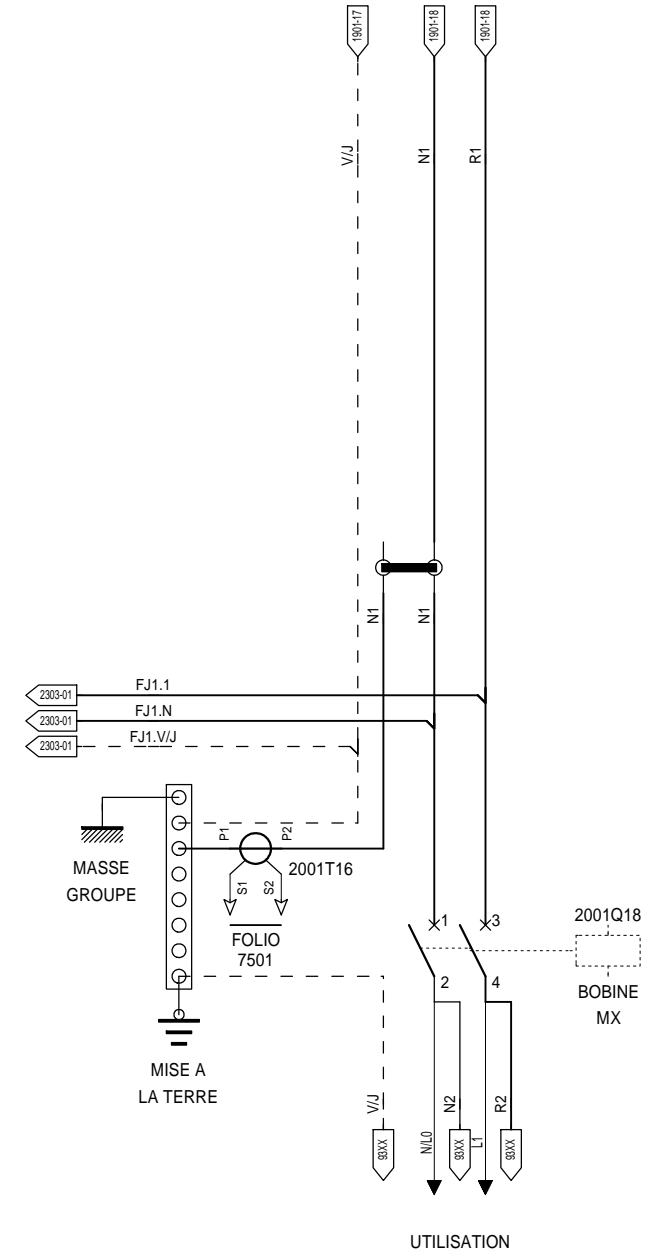 1901-17
1901-18
1901-18
V/J
N1
R1
N1
N1
2303-01
FJ1.1
2303-01
FJ1.N
2303-01
FJ1.V/J
P1
P2
2001T16
MASSE
GROUPE
S1
S2
FOLIO
7501
1
3
2001Q18
2
4
BOBINE
MX
MISE A
LA TERRE
V/J
N/L0
N2
L1
R2
93XX
93XX
93XX
UTILISATION